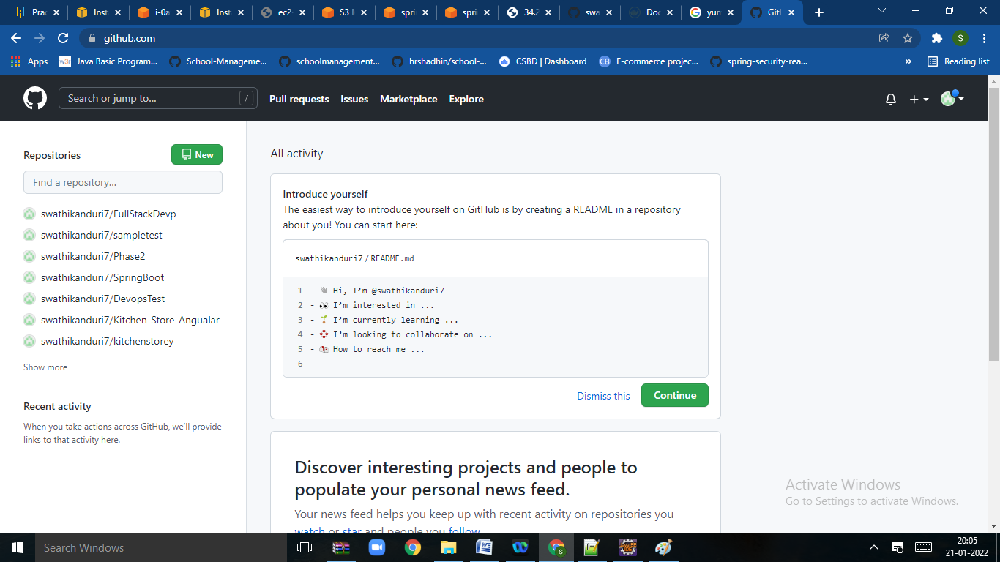 Prac
Inst
i-0a
Inst
ec2
S3
spri
spri
34.2
swa
Doc
yum
Gitl
github.com
S
Apps
w3r
Java Basic Program...
School-Manageme...
schoolmanagement...
hrshadhin/school-...
CSBD | Dashboard
CB
E-commerce projec...
spring-security-rea...
»
Reading list
Search or jump to...
/
Pull requests
Issues
Marketplace
Explore
Repositories
New
Find a repository...
swathikanduri7/FullStackDevp
swathikanduri7/sampletest
swathikanduri7/Phase2
swathikanduri7/SpringBoot
swathikanduri7/DevopsTest
swathikanduri7/Kitchen-Store-Angualar
swathikanduri7/kitchenstorey
Show more
Recent activity
When you take actions across GitHub, we'll provide
links to that activity here.
All activity
Introduce yourself
The easiest way to introduce yourself on GitHub is by creating a README in a repository
about you! You can start here:
swathikanduri7 / README.md
1 - 👋 Hi, I'm @swathikanduri7
2 - 👀 I'm interested in ...
3 - 🌱 I'm currently learning ...
4 - 💞️ I'm looking to collaborate on ...
5 - 📫 How to reach me ...
6
Dismiss this
Continue
Discover interesting projects and people to
populate your personal news feed.
Your news feed helps you keep up with recent activity on repositories you
watch or star and people you follow.
Activate Windows
Go to Settings to activate Windows.
Search Windows
20:05
21-01-2022